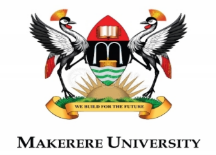 WE BUILD FOR THE FUTURE
MAKERERE UNIVERSITY